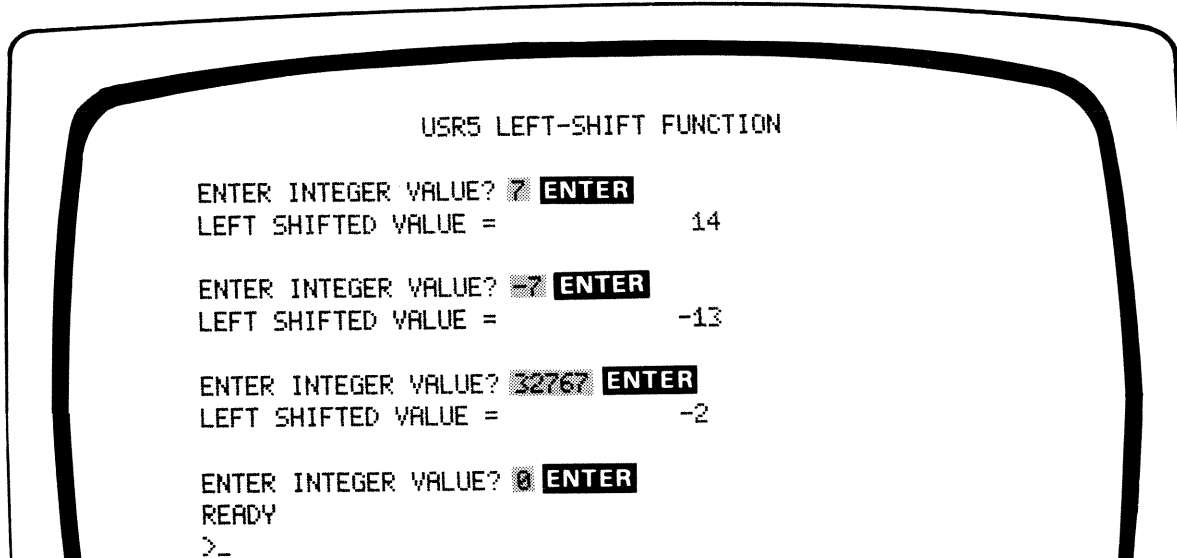 USR5 LEFT-SHIFT FUNCTION
ENTER INTEGER VALUE? 7 ENTER
LEFT SHIFTED VALUE = 14
ENTER INTEGER VALUE? -7 ENTER
LEFT SHIFTED VALUE = -13
ENTER INTEGER VALUE? 32767 ENTER
LEFT SHIFTED VALUE = -2
ENTER INTEGER VALUE? 0 ENTER
READY
>_